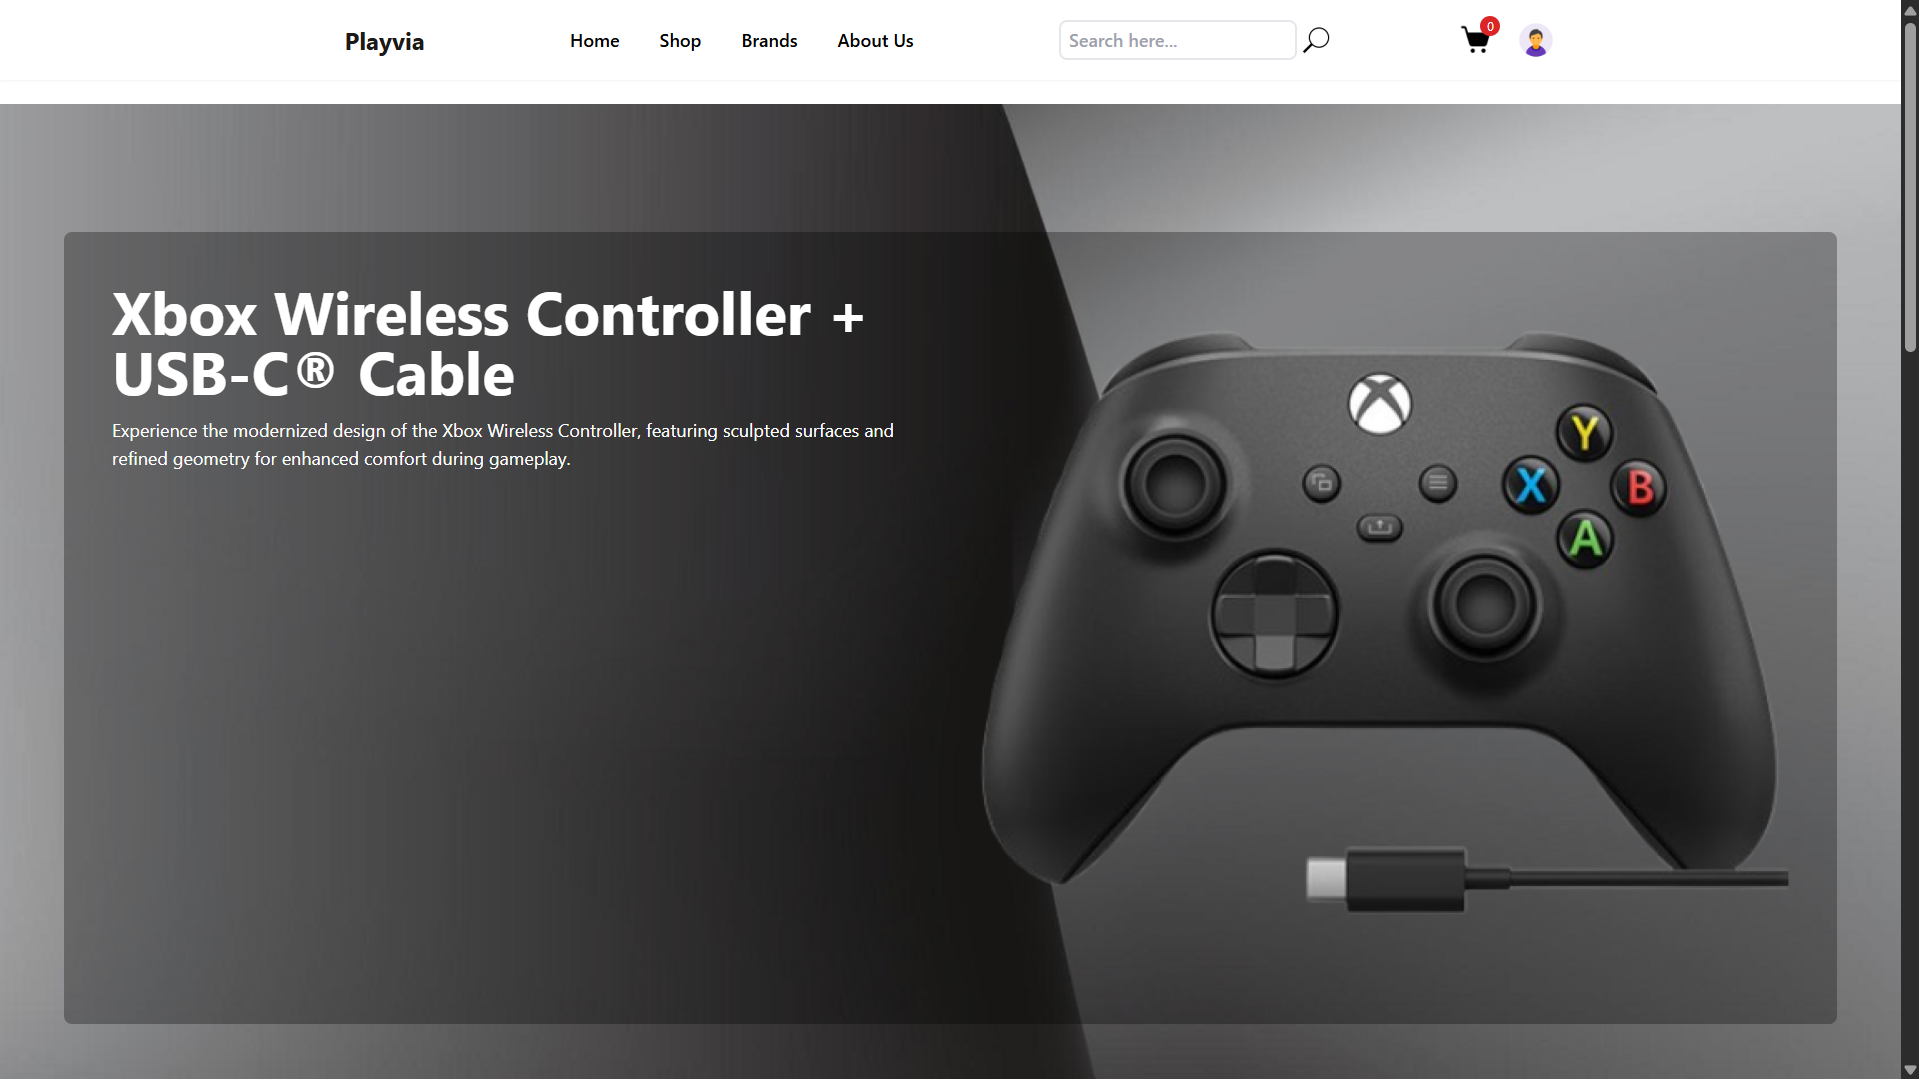 Playvia
Home
Shop
Brands
About Us
Search here...
0
Xbox Wireless Controller +
USB-C® Cable
Experience the modernized design of the Xbox Wireless Controller, featuring sculpted surfaces and
refined geometry for enhanced comfort during gameplay.
Y
X
B
A